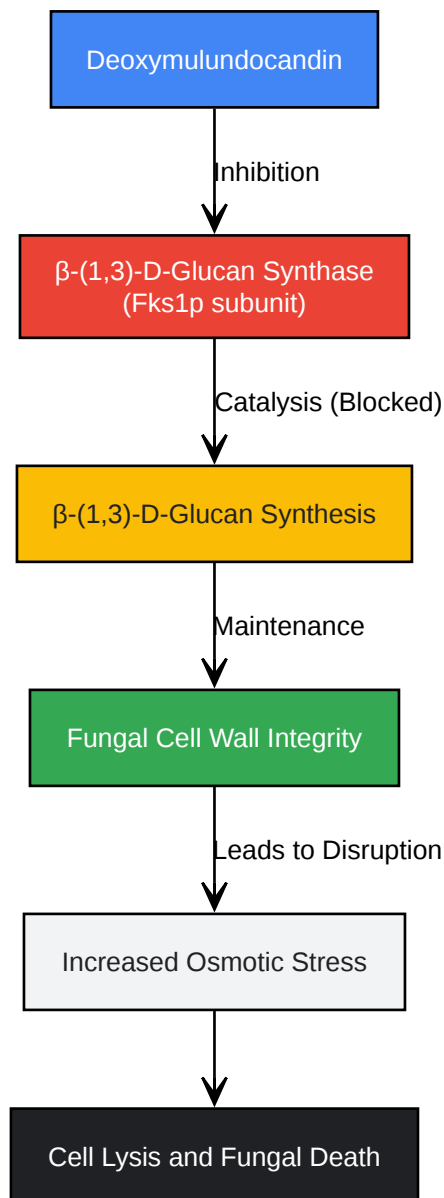 Deoxymulundocandin
Inhibition
β-(1,3)-D-Glucan Synthase
(Fks1p subunit)
Catalysis (Blocked)
β-(1,3)-D-Glucan Synthesis
Maintenance
Fungal Cell Wall Integrity
Leads to Disruption
Increased Osmotic Stress
Cell Lysis and Fungal Death